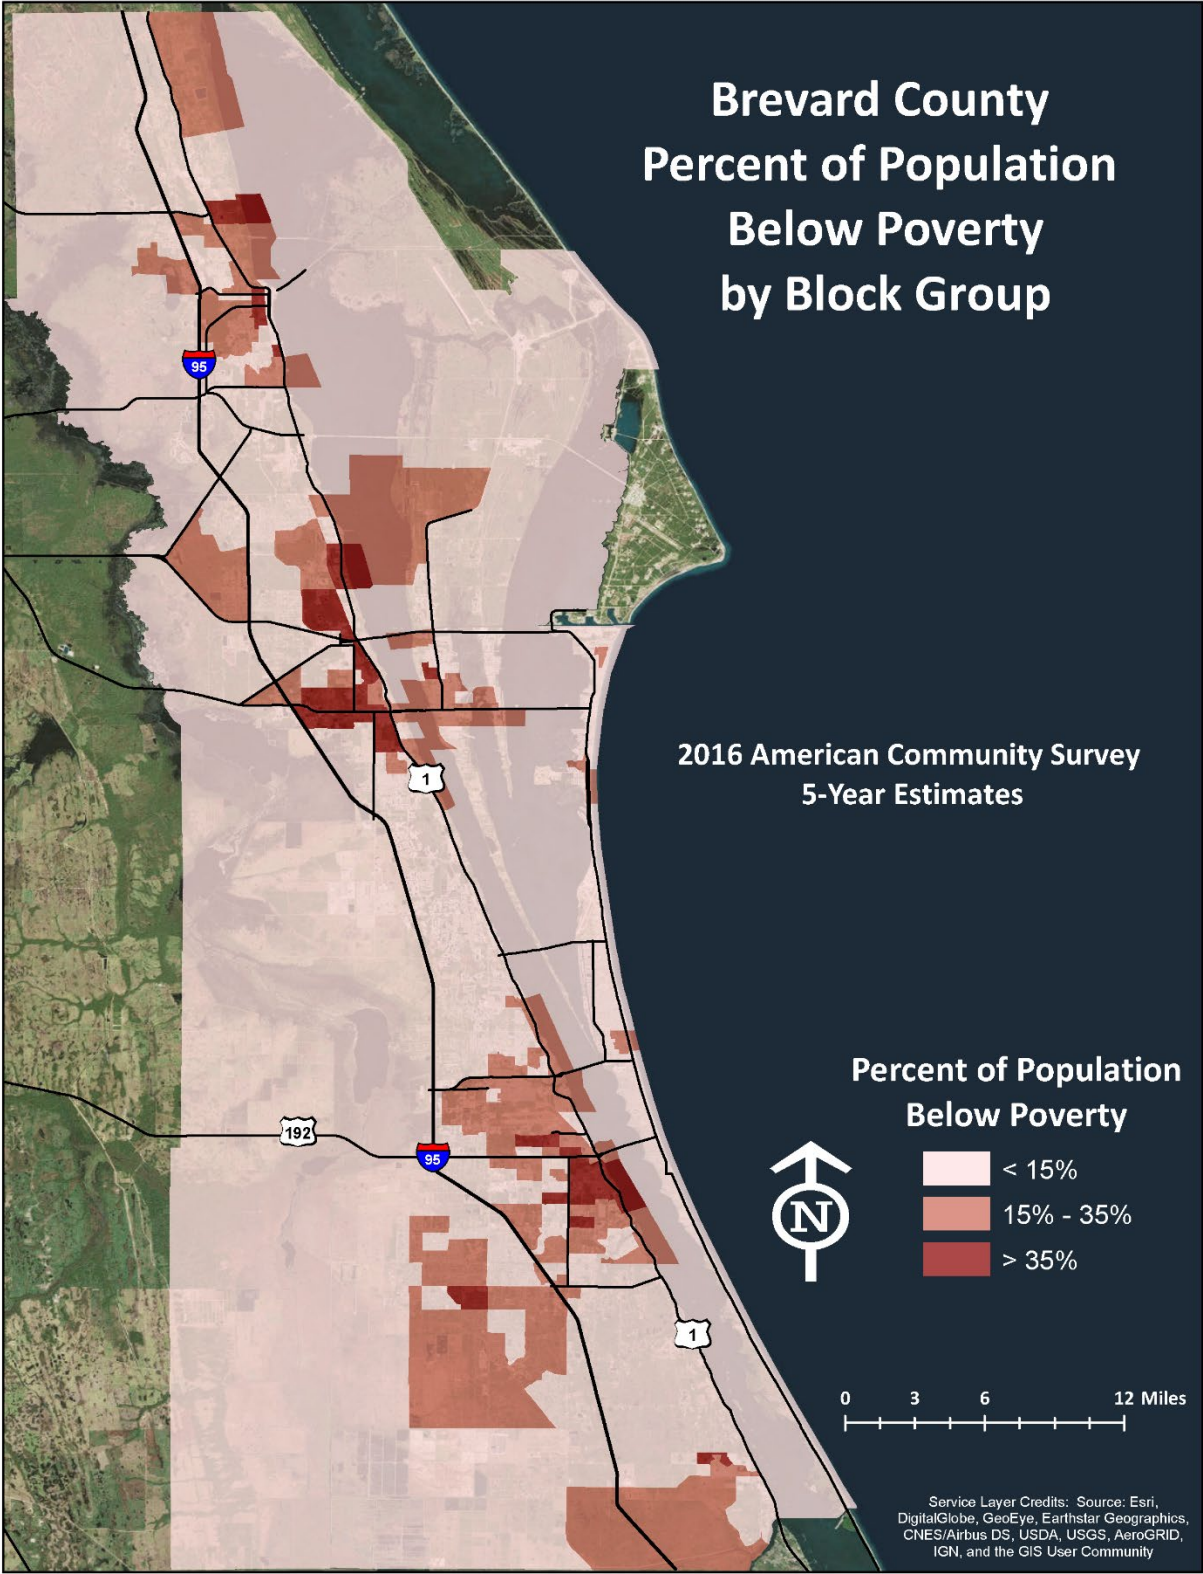 Brevard County
Percent of Population
Below Poverty
by Block Group
95
1
2016 American Community Survey
5-Year Estimates
Percent of Population
Below Poverty
192
95
N
< 15%
15% - 35%
> 35%
1
0 3 6 12 Miles
Service Layer Credits: Source: Esri,
DigitalGlobe, GeoEye, Earthstar Geographics,
CNES/Airbus DS, USDA, USGS, AeroGRID,
IGN, and the GIS User Community